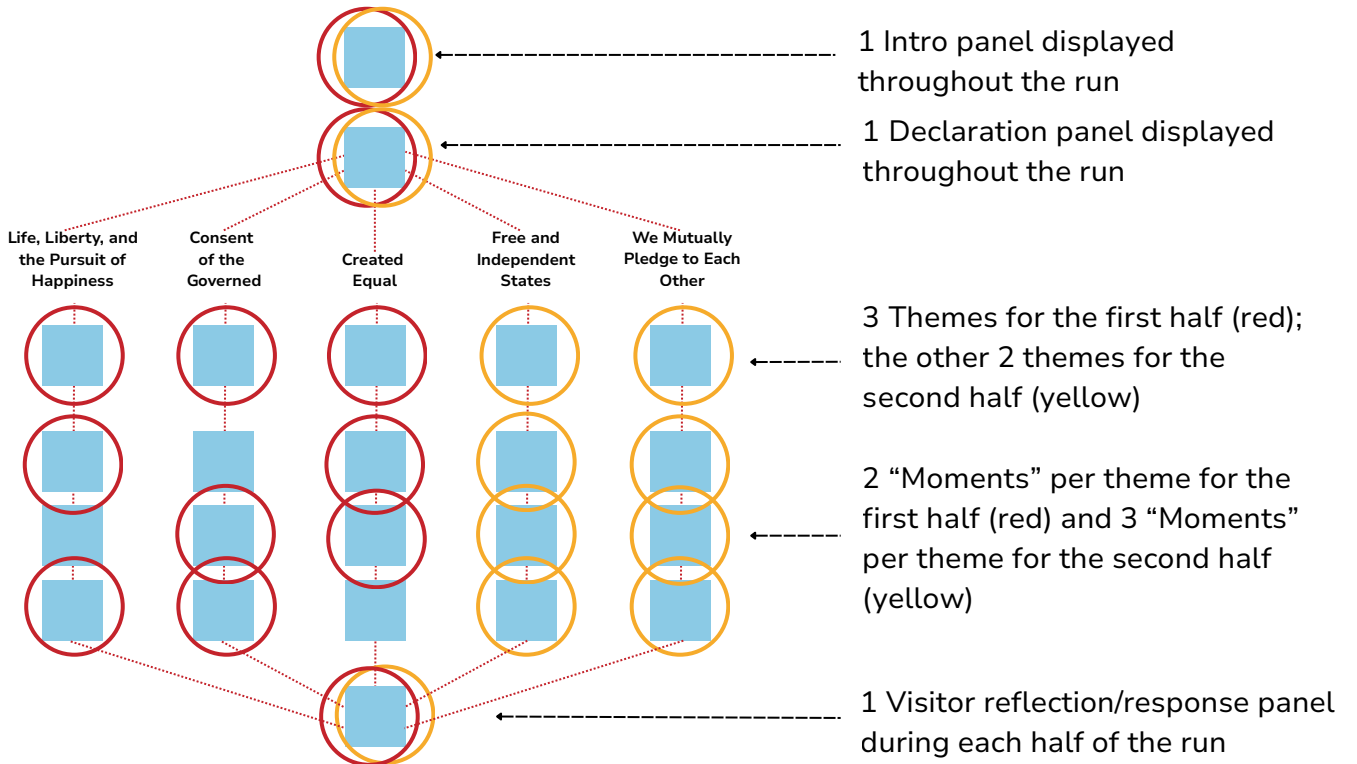 1 Intro panel displayed
throughout the run
1 Declaration panel displayed
throughout the run
Life, Liberty, and
the Pursuit of
Happiness
Consent
of the
Governed
Created
Equal
Free and
Independent
States
We Mutually
Pledge to Each
Other
3 Themes for the first half (red);
the other 2 themes for the
second half (yellow)
2 “Moments” per theme for the
first half (red) and 3 “Moments”
per theme for the second half
(yellow)
1 Visitor reflection/response panel
during each half of the run